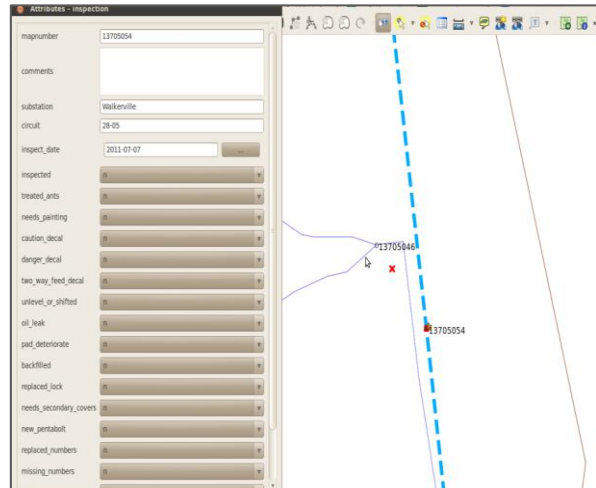 Attributes - inspection
mapnumber 13705054
comments
substation Walkerville
circuit 28-05
inspect_date 2011-07-07 ...
inspected n
treated_ants n
needs_painting n
caution_decal n
danger_decal n
two_way_feed_decal n
unlevel_or_shifted n
oil_leak n
pad_deteriorate n
backfilled n
replaced_lock n
needs_secondary_covers n
new_pentabolt n
replaced_numbers n
missing_numbers n
13705046
13705054